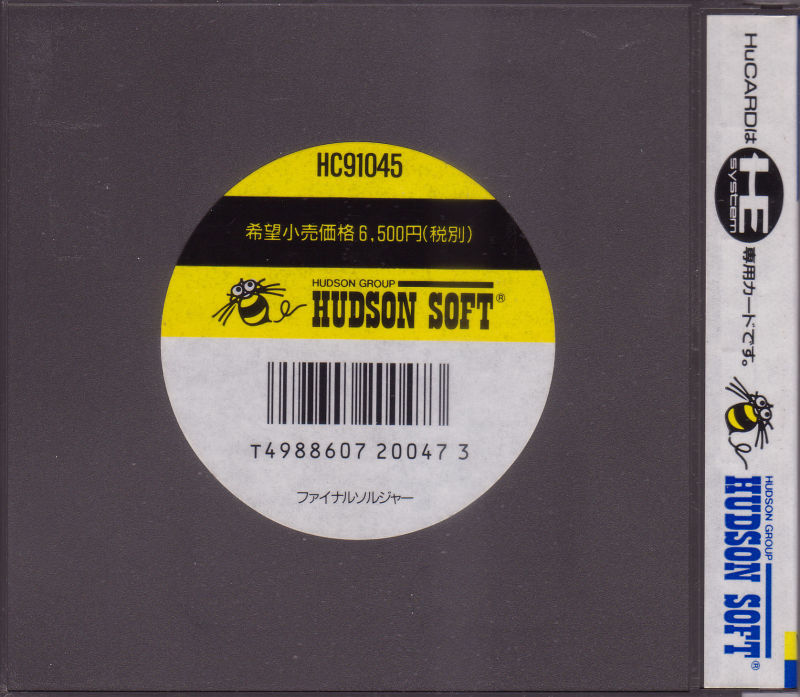 HC91045
希望小売価格6,500円(税別)
HUDSON GROUP
HUDSON SOFT®
T4988607 20047 3
ファイナルソルジャー
HuCARDは
HE
system
専用カードです。
HUDSON GROUP
HUDSON SOFT®